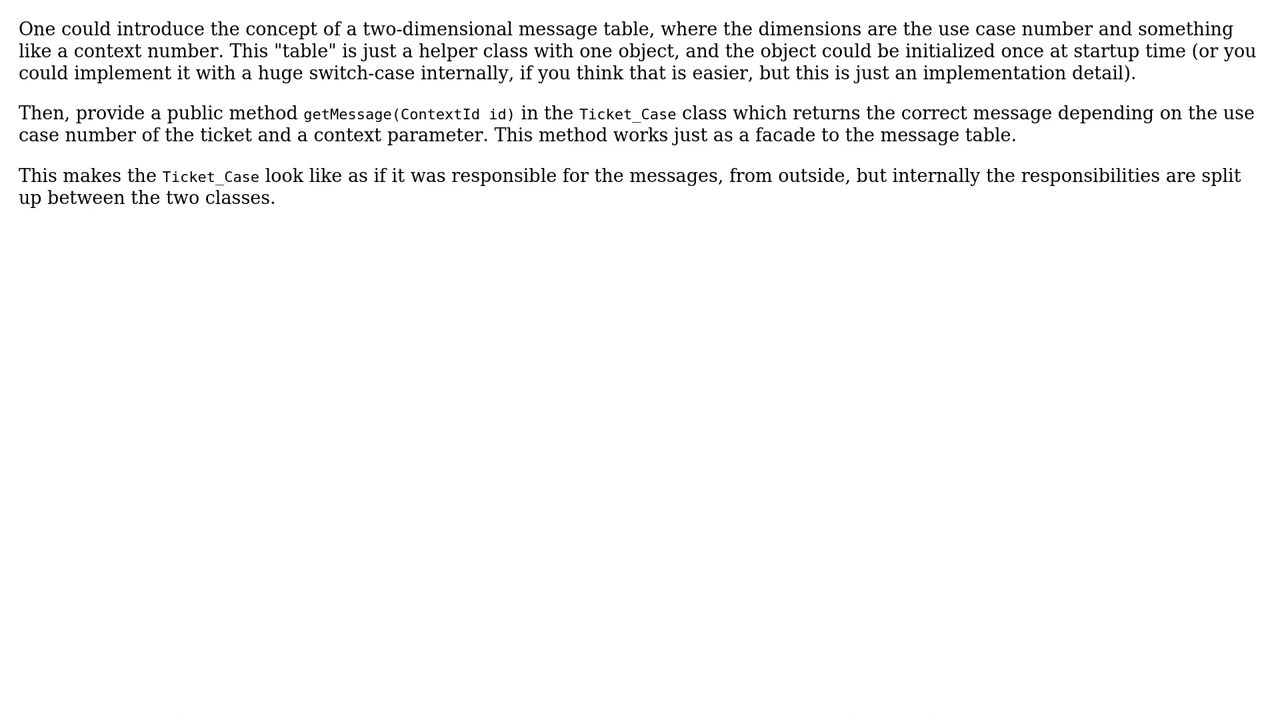 One could introduce the concept of a two-dimensional message table, where the dimensions are the use case number and something
like a context number. This "table" is just a helper class with one object, and the object could be initialized once at startup time (or you
could implement it with a huge switch-case internally, if you think that is easier, but this is just an implementation detail).
Then, provide a public method getMessage(ContextId id) in the Ticket_Case class which returns the correct message depending on the use
case number of the ticket and a context parameter. This method works just as a facade to the message table.
This makes the Ticket_Case look like as if it was responsible for the messages, from outside, but internally the responsibilities are split
up between the two classes.